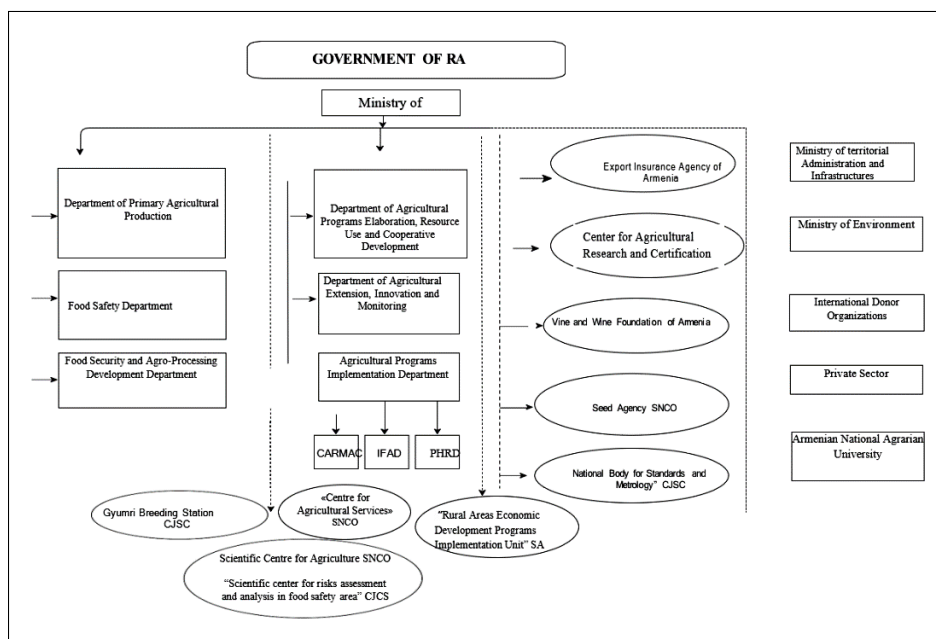 GOVERNMENT OF RA
Ministry of
Department of Primary Agricultural
Production
Food Safety Department
Food Security and Agro-Processing
Development Department
Department of Agricultural
Programs Elaboration, Resource
Use and Cooperative
Development
Department of Agricultural
Extension, Innovation and
Monitoring
Agricultural Programs
Implementation Department
CARMAC
IFAD
PHRD
Export Insurance Agency of
Armenia
Center for Agricultural
Research and Certification
Vine and Wine Foundation of Armenia
Seed Agency SNCO
National Body for Standards and
Metrology” CJSC
Ministry of territorial
Administration and
Infrastructures
Ministry of Environment
International Donor
Organizations
Private Sector
Armenian National Agrarian
University
Gyumri Breeding Station
CJSC
«Centre for
Agricultural Services»
SNCO
“Rural Areas Economic
Development Programs
Implementation Unit” SA
Scientific Centre for Agriculture SNCO
“Scientific center for risks assessment
and analysis in food safety area” CJCS